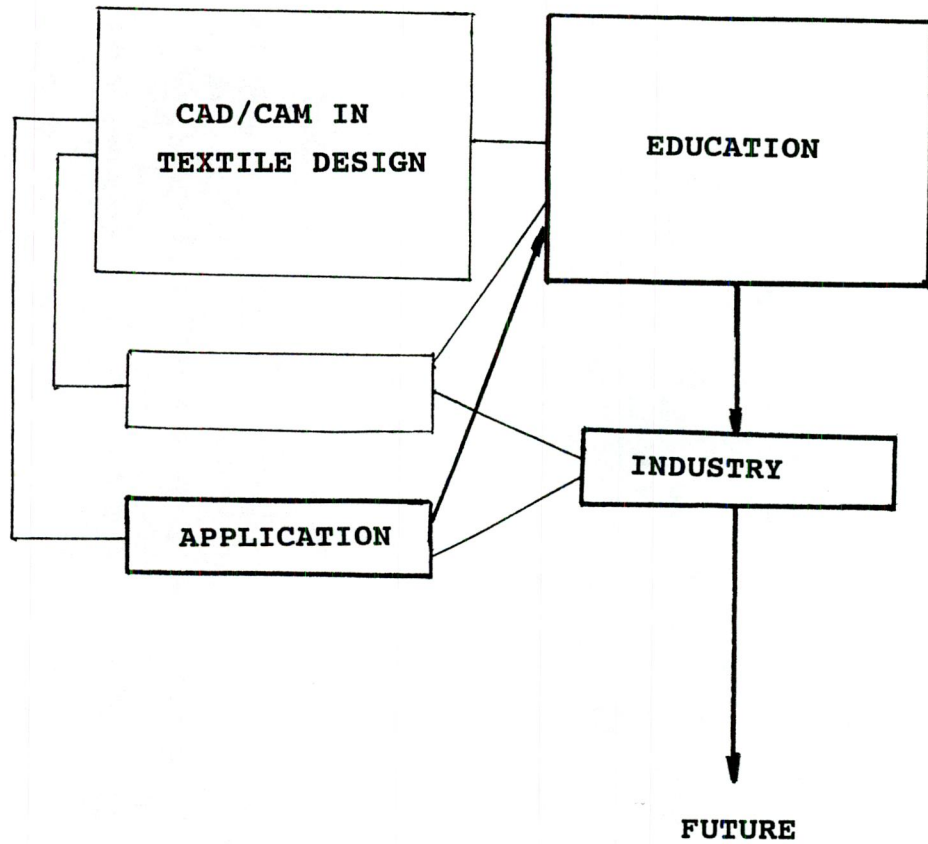 CAD/CAM IN
TEXTILE DESIGN
EDUCATION
INDUSTRY
APPLICATION
FUTURE